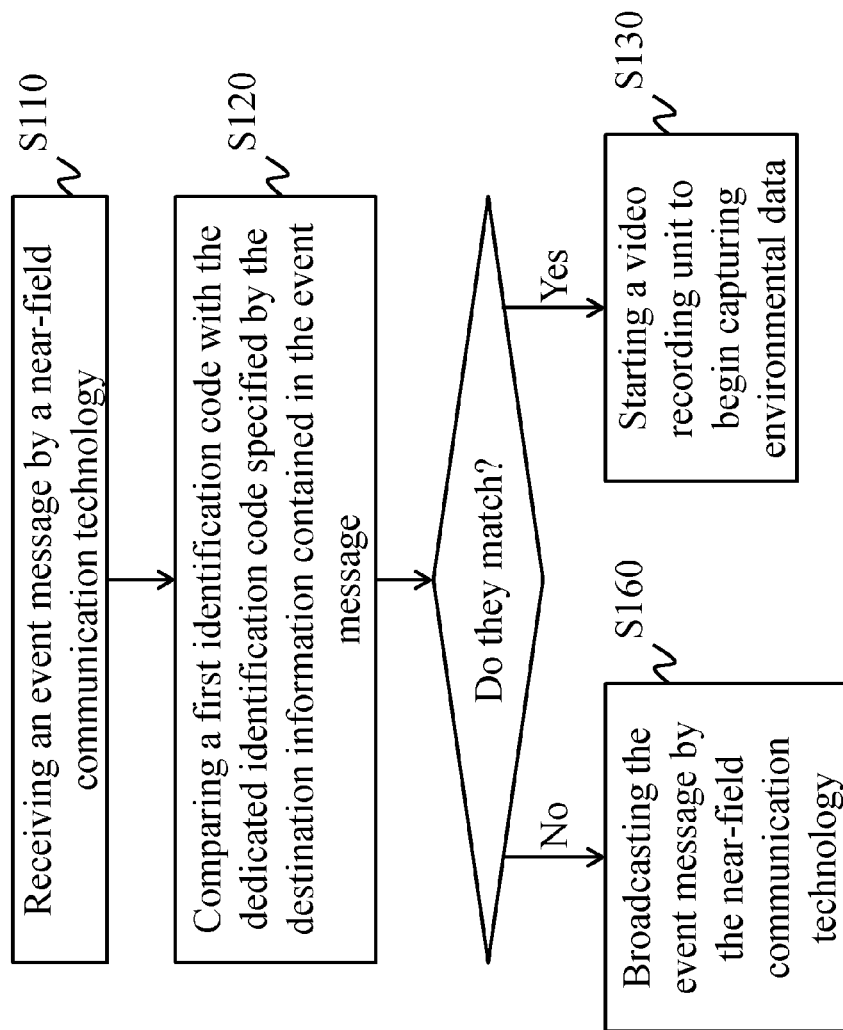 S110
Receiving an event message by a near-field
communication technology
S120
Comparing a first identification code with the
dedicated identification code specified by the
destination information contained in the event
message
Do they match?
No
Yes
S160
Broadcasting the
event message by
the near-field
communication
technology
S130
Starting a video
recording unit to
begin capturing
environmental data